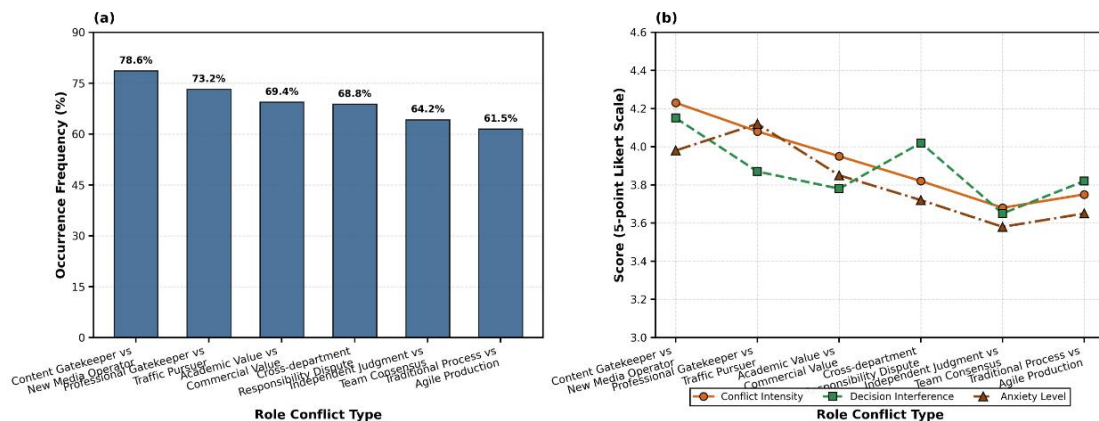 (a)
90
75
60
45
30
15
0
Occurrence Frequency (%)
78.6%
73.2%
69.4%
68.8%
64.2%
61.5%
Content Gatekeeper vs
New Media Operator
Professional Gatekeeper vs
Traffic Pursuer
Academic Value vs
Commercial Value
Cross-department
Responsibility Dispute
Independent Judgment vs
Team Consensus
Traditional Process vs
Agile Production
Role Conflict Type
(b)
4.6
4.4
4.2
4.0
3.8
3.6
3.4
3.2
3.0
Score (5-point Likert Scale)
Content Gatekeeper vs
New Media Operator
Professional Gatekeeper vs
Traffic Pursuer
Academic Value vs
Commercial Value
Cross-department
Responsibility Dispute
Independent Judgment vs
Team Consensus
Traditional Process vs
Agile Production
Conflict Intensity
Decision Interference
Anxiety Level
Role Conflict Type